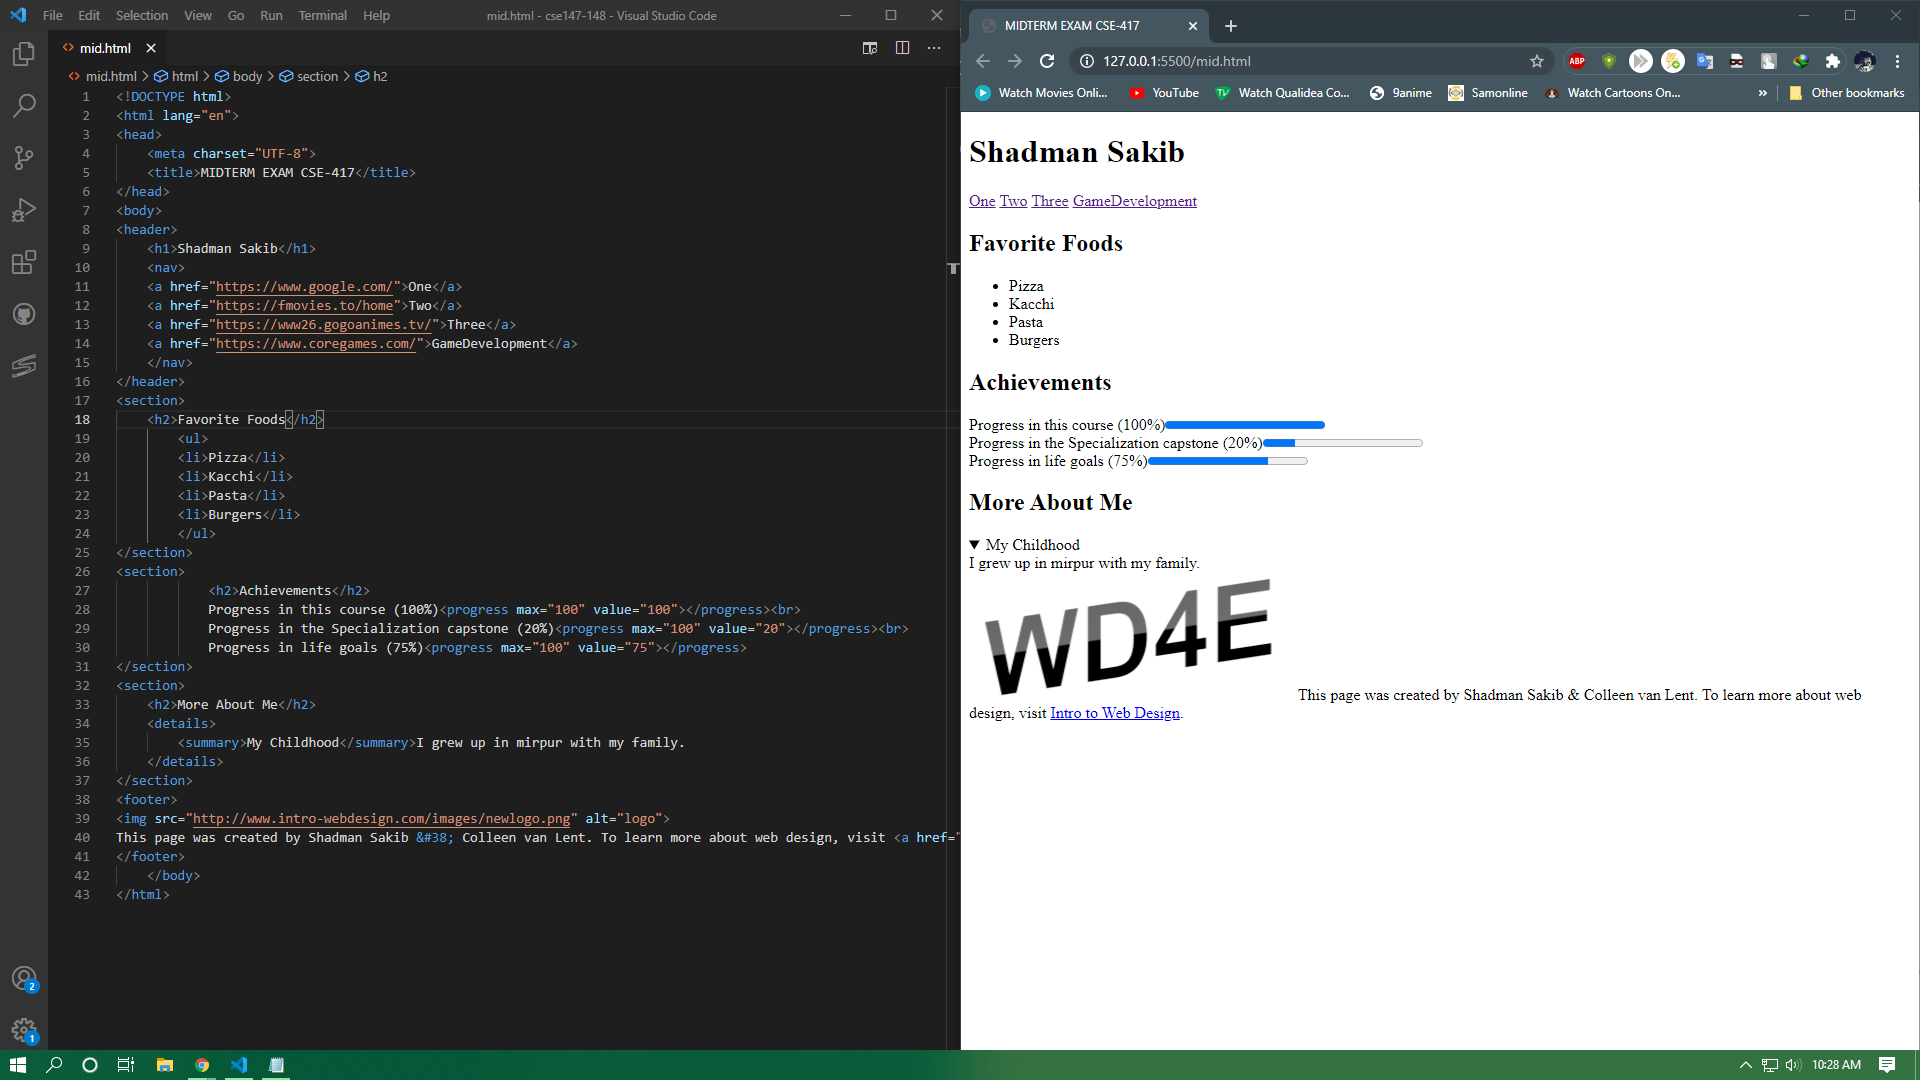 File Edit Selection View Go Run Terminal Help mid.html - cse147-148 - Visual Studio Code
mid.html
mid.html > html > body > section > h2
1 <!DOCTYPE html>
2 <html lang="en">
3 <head>
4 <meta charset="UTF-8">
5 <title>MIDTERM EXAM CSE-417</title>
6 </head>
7 <body>
8 <header>
9 <h1>Shadman Sakib</h1>
10 <nav>
11 <a href="https://www.google.com/">One</a>
12 <a href="https://fmovies.to/home">Two</a>
13 <a href="https://www26.gogoanimes.tv/">Three</a>
14 <a href="https://www.coregames.com/">GameDevelopment</a>
15 </nav>
16 </header>
17 <section>
18 <h2>Favorite Foods</h2>
19 <ul>
20 <li>Pizza</li>
21 <li>Kacchi</li>
22 <li>Pasta</li>
23 <li>Burgers</li>
24 </ul>
25 </section>
26 <section>
27 <h2>Achievements</h2>
28 Progress in this course (100%)<progress max="100" value="100"></progress><br>
29 Progress in the Specialization capstone (20%)<progress max="100" value="20"></progress><br>
30 Progress in life goals (75%)<progress max="100" value="75"></progress>
31 </section>
32 <section>
33 <h2>More About Me</h2>
34 <details>
35 <summary>My Childhood</summary>I grew up in mirpur with my family.
36 </details>
37 </section>
38 <footer>
39 <img src="http://www.intro-webdesign.com/images/newlogo.png" alt="logo">
40 This page was created by Shadman Sakib &#38; Colleen van Lent. To learn more about web design, visit <a href="
41 </footer>
42 </body>
43 </html>
2
1
MIDTERM EXAM CSE-417
127.0.0.1:5500/mid.html
ABP
Watch Movies Onli... YouTube Watch Qualidea Co... 9anime Samonline Watch Cartoons On... » Other bookmarks
Shadman Sakib
One Two Three GameDevelopment
Favorite Foods
Pizza
Kacchi
Pasta
Burgers
Achievements
Progress in this course (100%)
Progress in the Specialization capstone (20%)
Progress in life goals (75%)
More About Me
My Childhood
I grew up in mirpur with my family.
WD4E
This page was created by Shadman Sakib & Colleen van Lent. To learn more about web
design, visit Intro to Web Design.
10:28 AM